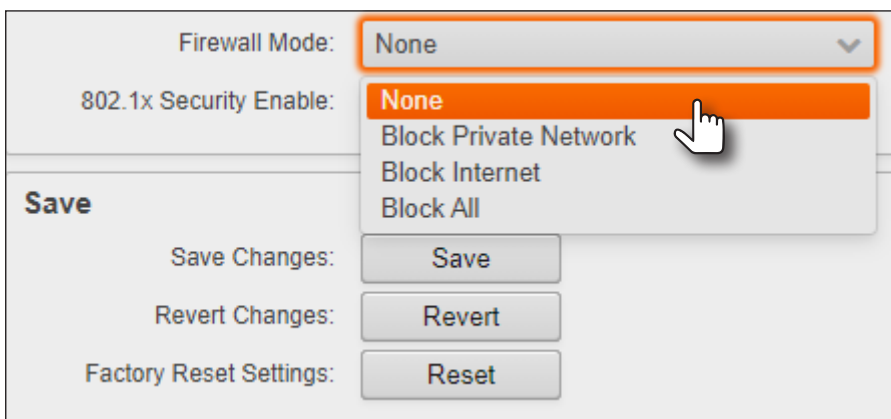 Firewall Mode: None
802.1x Security Enable: None
Block Private Network
Block Internet
Block All
Save
Save Changes: Save
Revert Changes: Revert
Factory Reset Settings: Reset